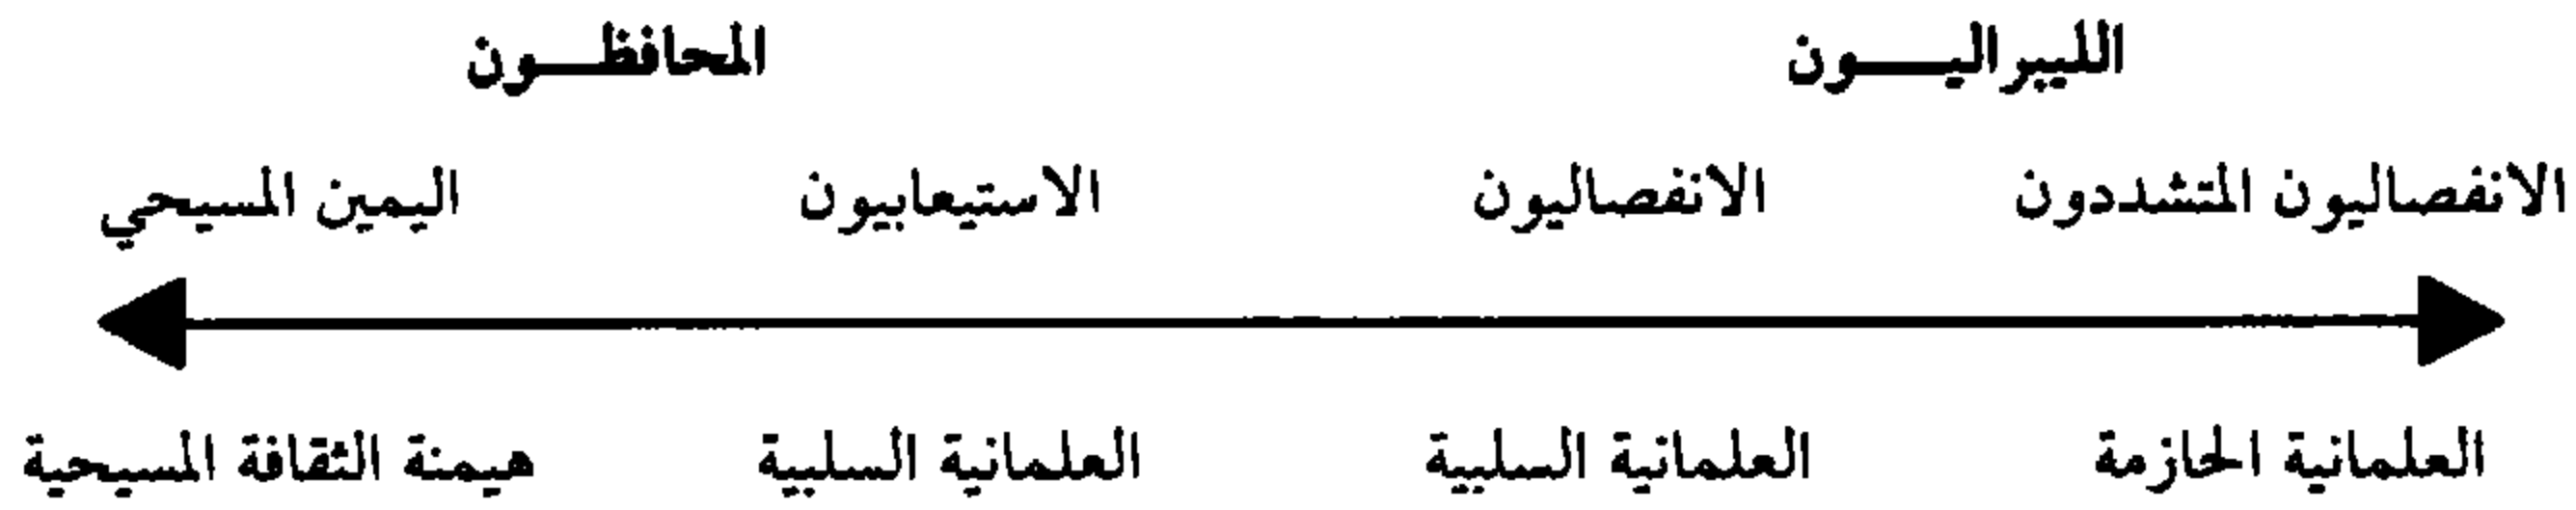 الليبراليـــون المحافظـــون
الانفصاليون المتشددون الانفصاليون الاستيعابيون اليمين المسيحي
العلمانية الحازمة العلمانية السلبية العلمانية السلبية هيمنة الثقافة المسيحية